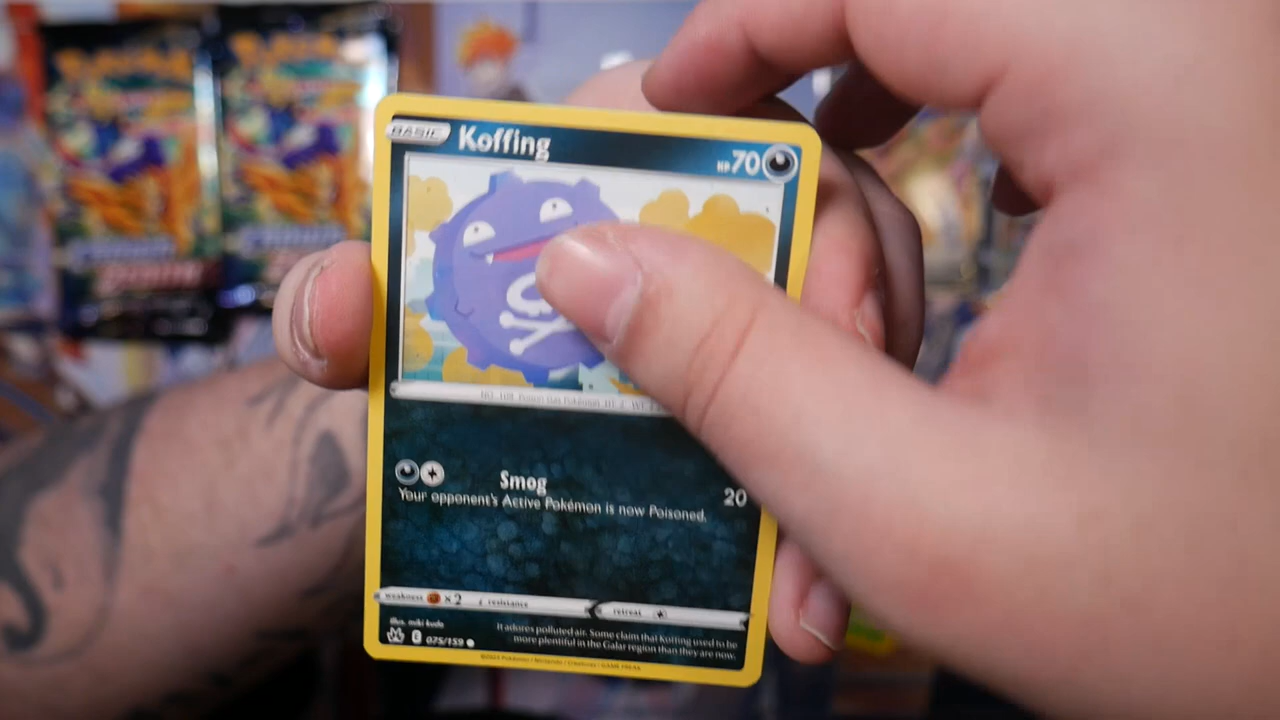 BASIC Koffing HP 70
Smog 20
Your opponent's Active Pokémon is now Poisoned.
weakness ×2 resistance retreat
illus. miki kudo
075/159
It adores polluted air. Some claim that Koffing used to be
more plentiful in the Galar region than they are now.